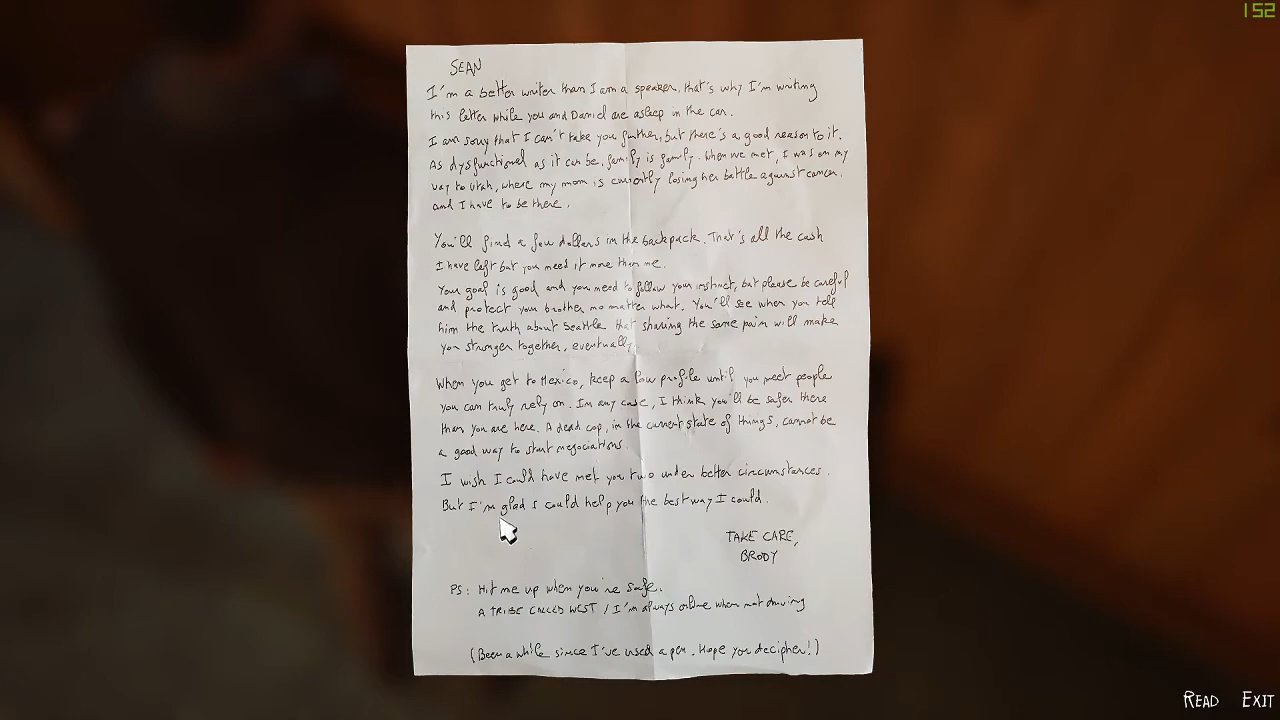 152
SEAN
I'm a better writer than I am a speaker, that's why I'm writing
this letter while you and Daniel are asleep in the car.
I am sorry that I can't take you further, but there's a good reason to it.
As dysfunctional as it can be, family is family. When we met, I was on my
way to Utah, where my mom is currently losing her battle against cancer.
and I have to be there.
You'll find a few dollars in the backpack. That's all the cash
I have left but you need it more than me.
Your goal is good and you need to follow your instinct, but please be careful
and protect your brother no matter what. You'll see when you tell
him the truth about Seattle that sharing the same pain will make
you stronger together, eventually.
When you get to Mexico, keep a low profile until you meet people
you can truly rely on. In any case, I think you'll be safer there
than you are here. A dead cop, in the current state of things, cannot be
a good way to start negociations.
I wish I could have met you two under better circumstances.
But I'm glad I could help you the best way I could.
TAKE CARE,
BRODY
PS: Hit me up when you're safe.
A TRIBE CALLED WEST / I'm always online when not driving
(Been a while since I've used a pen. Hope you decipher!)
READ EXIT